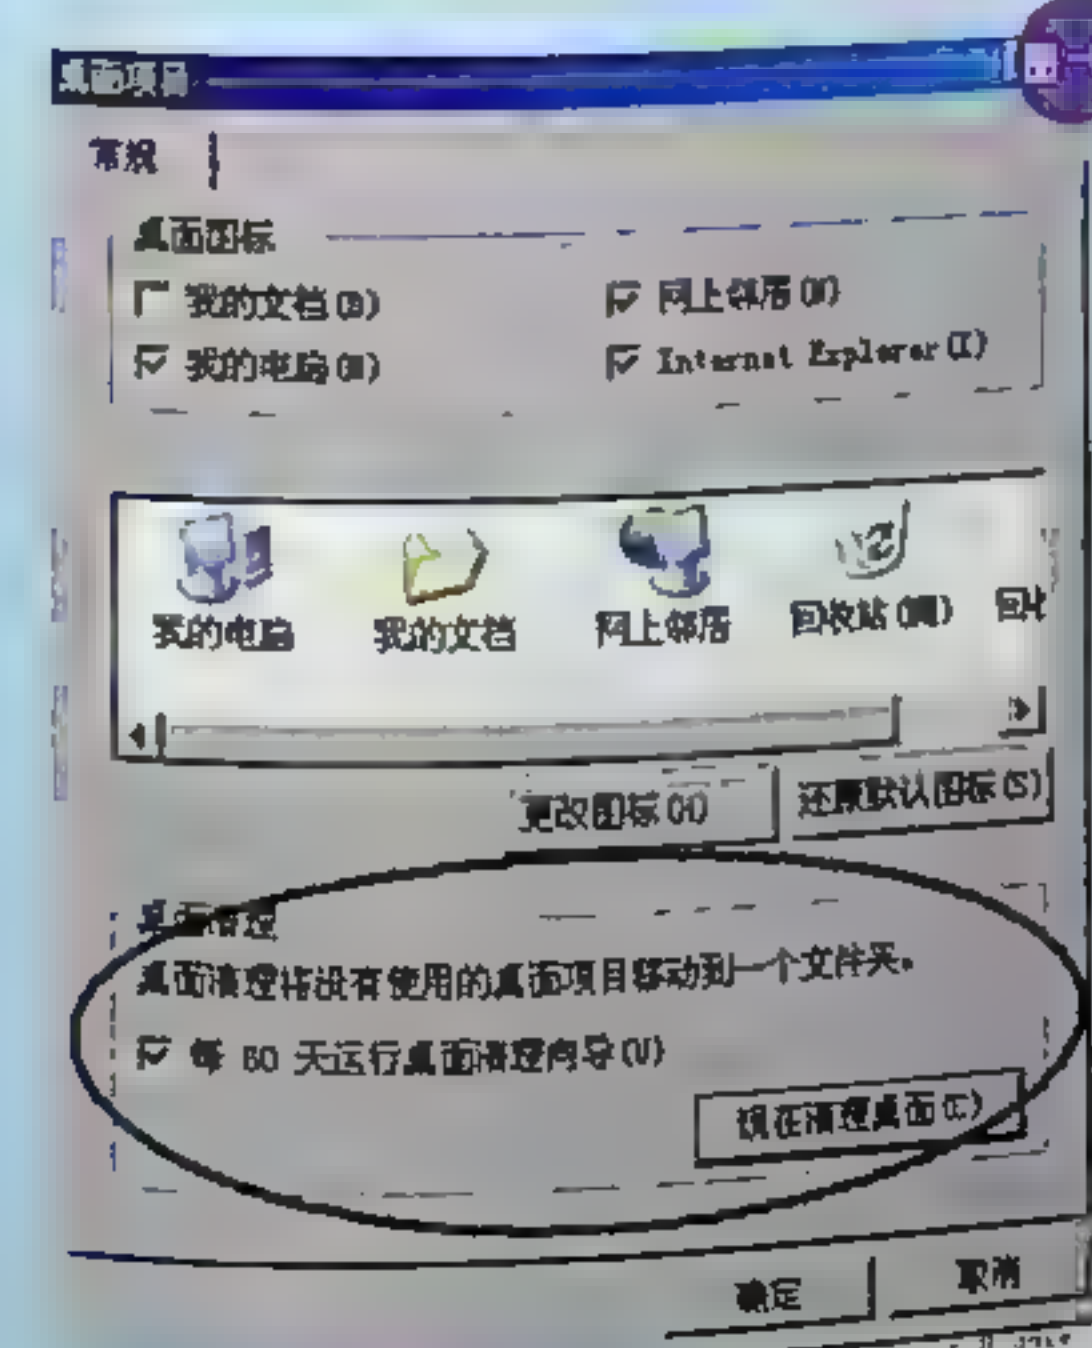 桌面项目
常规
桌面图标
我的文档(D) 网上邻居(N)
我的电脑(M) Internet Explorer(I)
我的电脑 我的文档 网上邻居 回收站(满) 回收
更改图标(H) 还原默认图标(S)
桌面清理
桌面清理将没有使用的桌面项目移动到一个文件夹。
每 60 天运行桌面清理向导(U)
现在清理桌面(C)
确定 取消